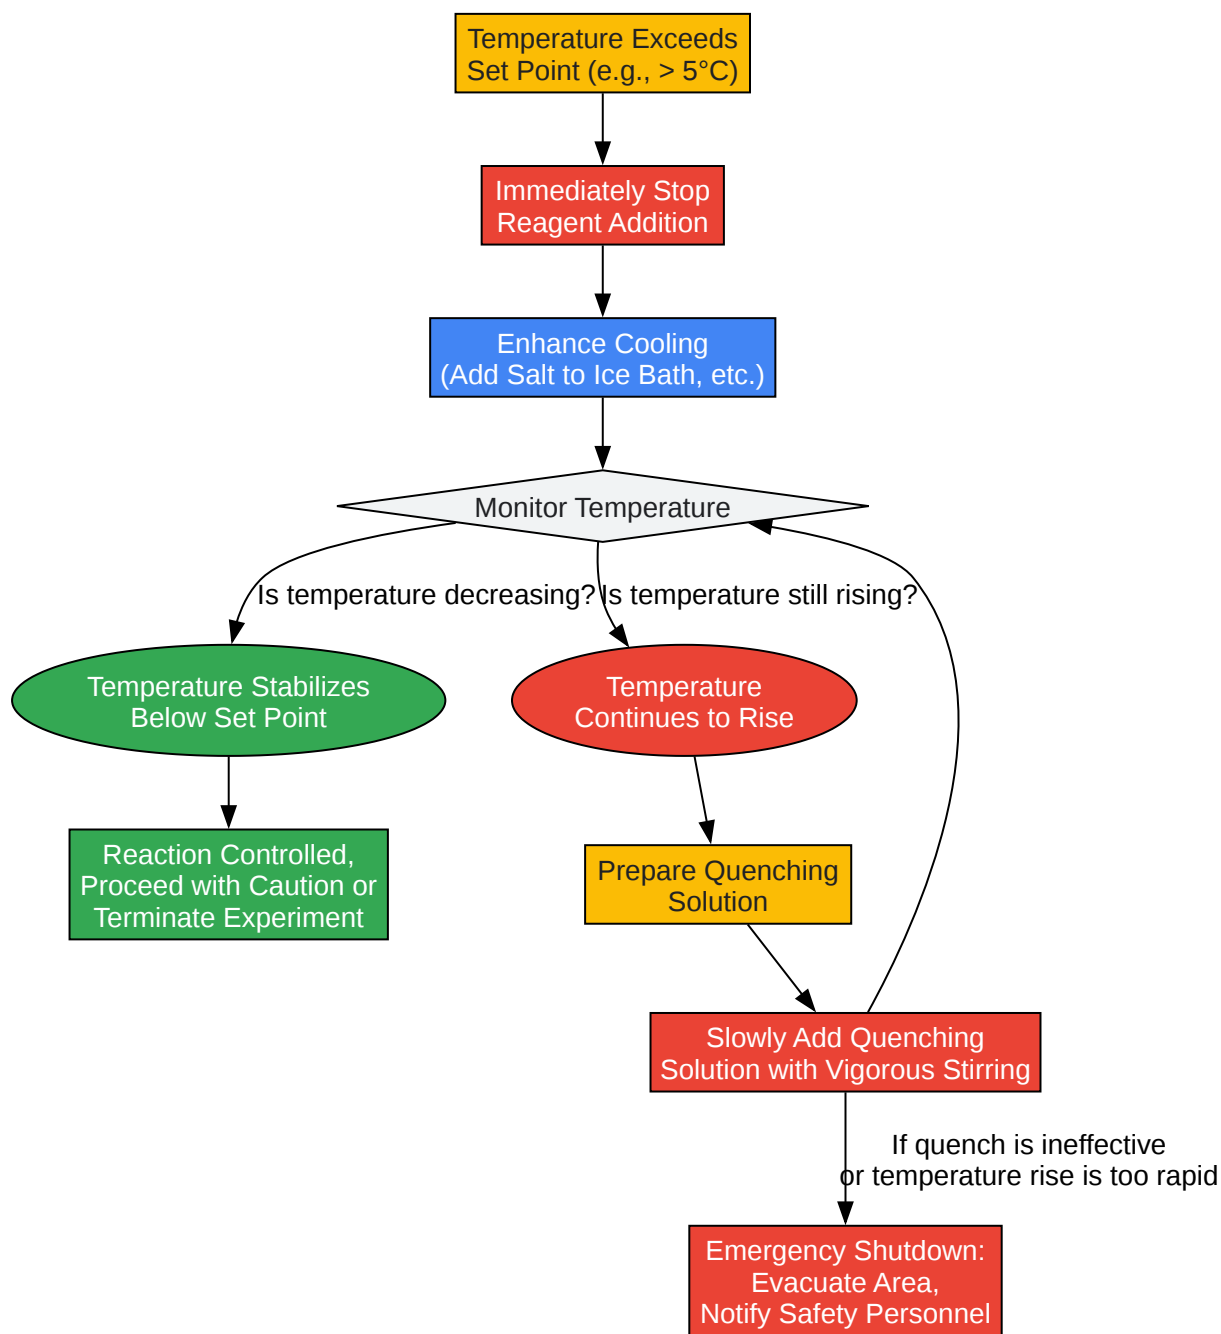 Temperature Exceeds
Set Point (e.g., > 5°C)
Immediately Stop
Reagent Addition
Enhance Cooling
(Add Salt to Ice Bath, etc.)
Monitor Temperature
Is temperature decreasing?
Is temperature still rising?
Temperature Stabilizes
Below Set Point
Temperature
Continues to Rise
Reaction Controlled,
Proceed with Caution or
Terminate Experiment
Prepare Quenching
Solution
Slowly Add Quenching
Solution with Vigorous Stirring
If quench is ineffective
or temperature rise is too rapid
Emergency Shutdown:
Evacuate Area,
Notify Safety Personnel